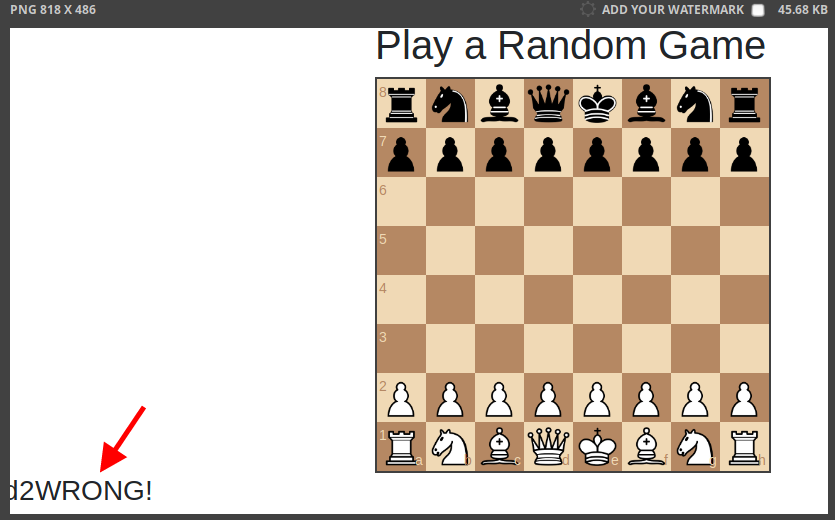 PNG 818 X 486
ADD YOUR WATERMARK
45.68 KB
Play a Random Game
8
7
6
5
4
3
2
1
a b c d e f g h
d2WRONG!